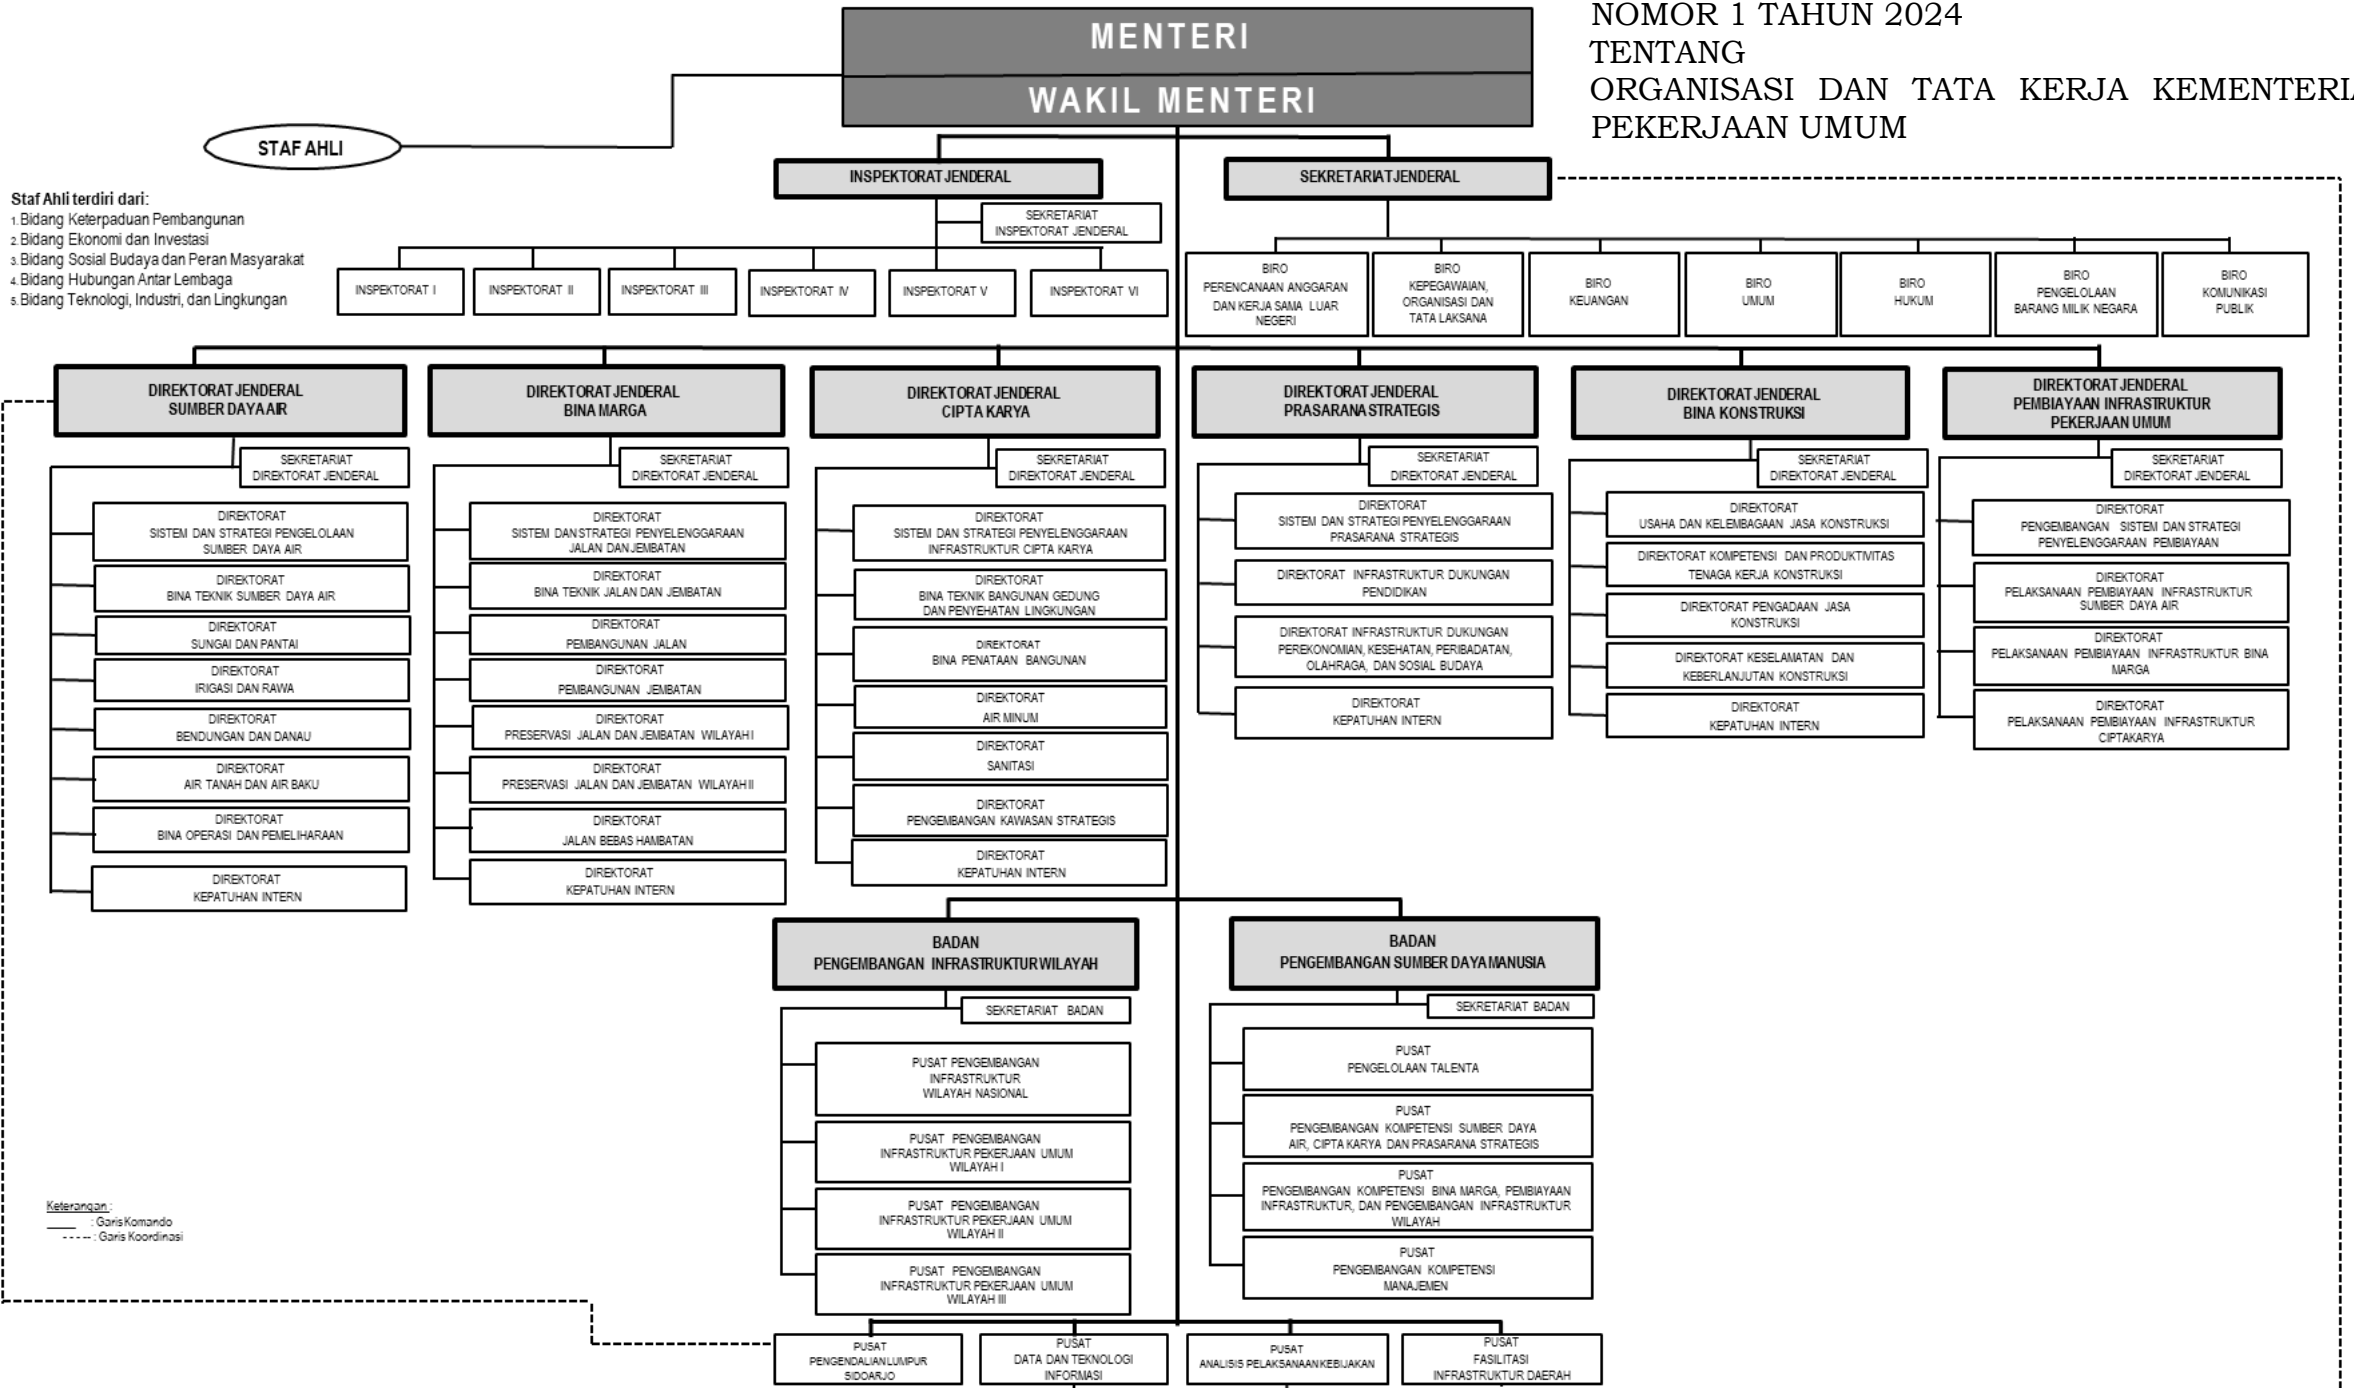 NOMOR 1 TAHUN 2024
TENTANG
ORGANISASI DAN TATA KERJA
PEKERJAAN UMUM
MENTERI
WAKIL MENTERI
STAF AHLI
Staf Ahli terdiri dari:
1. Bidang Keterpaduan Pembangunan
2. Bidang Ekonomi dan Investasi
3. Bidang Sosial Budaya dan Peran Masyarakat
4. Bidang Hubungan Antar Lembaga
5. Bidang Teknologi, Industri, dan Lingkungan
INSPEKTORAT JENDERAL
SEKRETARIAT
INSPEKTORAT JENDERAL
INSPEKTORAT I
INSPEKTORAT II
INSPEKTORAT III
INSPEKTORAT IV
INSPEKTORAT V
INSPEKTORAT VI
SEKRETARIAT JENDERAL
BIRO
PERENCANAAN ANGGARAN
DAN KERJA SAMA LUAR
NEGERI
BIRO
KEPEGAWAIAN,
ORGANISASI DAN
TATA LAKSANA
BIRO
KEUANGAN
BIRO
UMUM
BIRO
HUKUM
BIRO
PENGELOLAAN
BARANG MILIK NEGARA
BIRO
KOMUNIKASI
PUBLIK
DIREKTORAT JENDERAL
SUMBER DAYA AIR
SEKRETARIAT
DIREKTORAT JENDERAL
DIREKTORAT
SISTEM DAN STRATEGI PENGELOLAAN
SUMBER DAYA AIR
DIREKTORAT
BINA TEKNIK SUMBER DAYA AIR
DIREKTORAT
SUNGAI DAN PANTAI
DIREKTORAT
IRIGASI DAN RAWA
DIREKTORAT
BENDUNGAN DAN DANAU
DIREKTORAT
AIR TANAH DAN AIR BAKU
DIREKTORAT
BINA OPERASI DAN PEMELIHARAAN
DIREKTORAT
KEPATUHAN INTERN
DIREKTORAT JENDERAL
BINA MARGA
SEKRETARIAT
DIREKTORAT JENDERAL
DIREKTORAT
SISTEM DAN STRATEGI PENYELENGGARAAN
JALAN DAN JEMBATAN
DIREKTORAT
BINA TEKNIK JALAN DAN JEMBATAN
DIREKTORAT
PEMBANGUNAN JALAN
DIREKTORAT
PEMBANGUNAN JEMBATAN
DIREKTORAT
PRESERVASI JALAN DAN JEMBATAN WILAYAH I
DIREKTORAT
PRESERVASI JALAN DAN JEMBATAN WILAYAH II
DIREKTORAT
JALAN BEBAS HAMBATAN
DIREKTORAT
KEPATUHAN INTERN
DIREKTORAT JENDERAL
CIPTA KARYA
SEKRETARIAT
DIREKTORAT JENDERAL
DIREKTORAT
SISTEM DAN STRATEGI PENYELENGGARAAN
INFRASTRUKTUR CIPTA KARYA
DIREKTORAT
BINA TEKNIK BANGUNAN GEDUNG
DAN PENYEHATAN LINGKUNGAN
DIREKTORAT
BINA PENATAAN BANGUNAN
DIREKTORAT
AIR MINUM
DIREKTORAT
SANITASI
DIREKTORAT
PENGEMBANGAN KAWASAN STRATEGIS
DIREKTORAT
KEPATUHAN INTERN
DIREKTORAT JENDERAL
PRASARANA STRATEGIS
SEKRETARIAT
DIREKTORAT JENDERAL
DIREKTORAT
SISTEM DAN STRATEGI PENYELENGGARAAN
PRASARANA STRATEGIS
DIREKTORAT INFRASTRUKTUR DUKUNGAN
PENDIDIKAN
DIREKTORAT INFRASTRUKTUR DUKUNGAN
PEREKONOMIAN, KESEHATAN, PERIBADATAN,
OLAHRAGA, DAN SOSIAL BUDAYA
DIREKTORAT
KEPATUHAN INTERN
DIREKTORAT JENDERAL
BINA KONSTRUKSI
SEKRETARIAT
DIREKTORAT JENDERAL
DIREKTORAT
USAHA DAN KELEMBAGAAN JASA KONSTRUKSI
DIREKTORAT KOMPETENSI DAN PRODUKTIVITAS
TENAGA KERJA KONSTRUKSI
DIREKTORAT PENGADAAN JASA
KONSTRUKSI
DIREKTORAT KESELAMATAN DAN
KEBERLANJUTAN KONSTRUKSI
DIREKTORAT
KEPATUHAN INTERN
DIREKTORAT JENDERAL
PEMBIAYAAN INFRASTRUKTUR
PEKERJAAN UMUM
SEKRETARIAT
DIREKTORAT JENDERAL
DIREKTORAT
PENGEMBANGAN SISTEM DAN STRATEGI
PENYELENGGARAAN PEMBIAYAAN
DIREKTORAT
PELAKSANAAN PEMBIAYAAN INFRASTRUKTUR
SUMBER DAYA AIR
DIREKTORAT
PELAKSANAAN PEMBIAYAAN INFRASTRUKTUR BINA
MARGA
DIREKTORAT
PELAKSANAAN PEMBIAYAAN INFRASTRUKTUR
CIPTAKARYA
BADAN
PENGEMBANGAN INFRASTRUKTUR WILAYAH
SEKRETARIAT BADAN
PUSAT PENGEMBANGAN
INFRASTRUKTUR
WILAYAH NASIONAL
PUSAT PENGEMBANGAN
INFRASTRUKTUR PEKERJAAN UMUM
WILAYAH I
PUSAT PENGEMBANGAN
INFRASTRUKTUR PEKERJAAN UMUM
WILAYAH II
PUSAT PENGEMBANGAN
INFRASTRUKTUR PEKERJAAN UMUM
WILAYAH III
BADAN
PENGEMBANGAN SUMBER DAYA MANUSIA
SEKRETARIAT BADAN
PUSAT
PENGELOLAAN TALENTA
PUSAT
PENGEMBANGAN KOMPETENSI SUMBER DAYA
AIR, CIPTA KARYA DAN PRASARANA STRATEGIS
PUSAT
PENGEMBANGAN KOMPETENSI BINA MARGA, PEMBIAYAAN
INFRASTRUKTUR, DAN PENGEMBANGAN INFRASTRUKTUR
WILAYAH
PUSAT
PENGEMBANGAN KOMPETENSI
MANAJEMEN
Keterangan :
: Garis Komando
: Garis Koordinasi
PUSAT
PENGENDALIAN LUMPUR
SIDOARJO
PUSAT
DATA DAN TEKNOLOGI
INFORMASI
PUSAT
ANALISIS PELAKSANAAN KEBIJAKAN
PUSAT
FASILITASI
INFRASTRUKTUR DAERAH